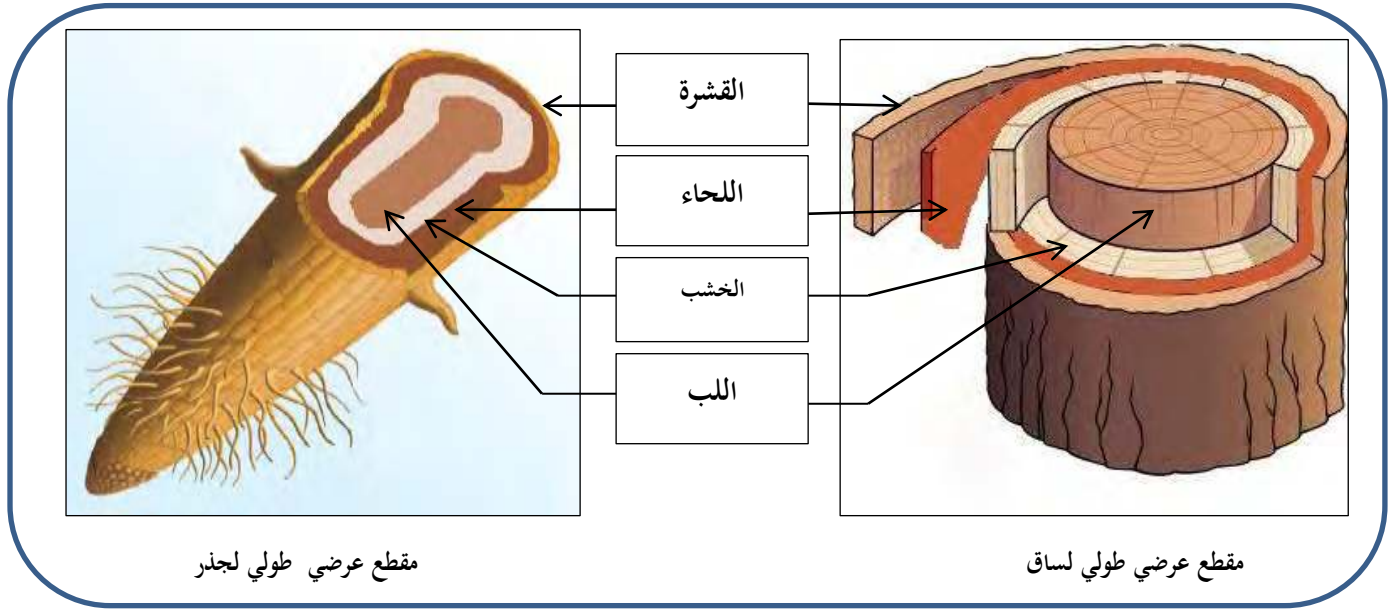 القشرة
اللحاء
الخشب
اللب
مقطع عرضي طولي لساق
مقطع عرضي طولي لجذر